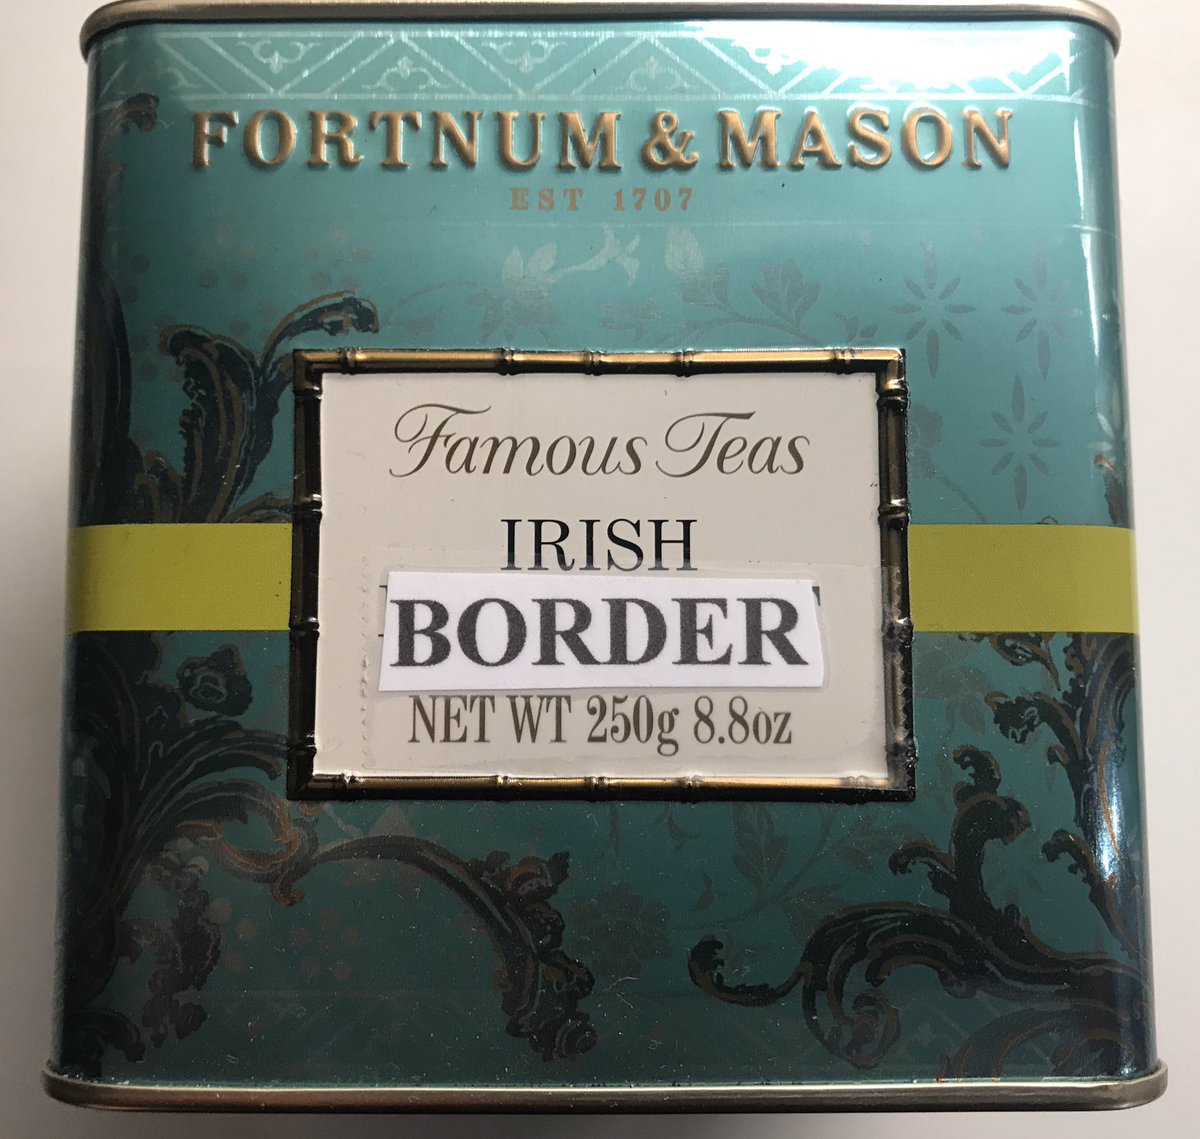 FORTNUM & MASON
EST 1707
Famous Teas
IRISH
BORDER
NET WT 250g 8.8oz